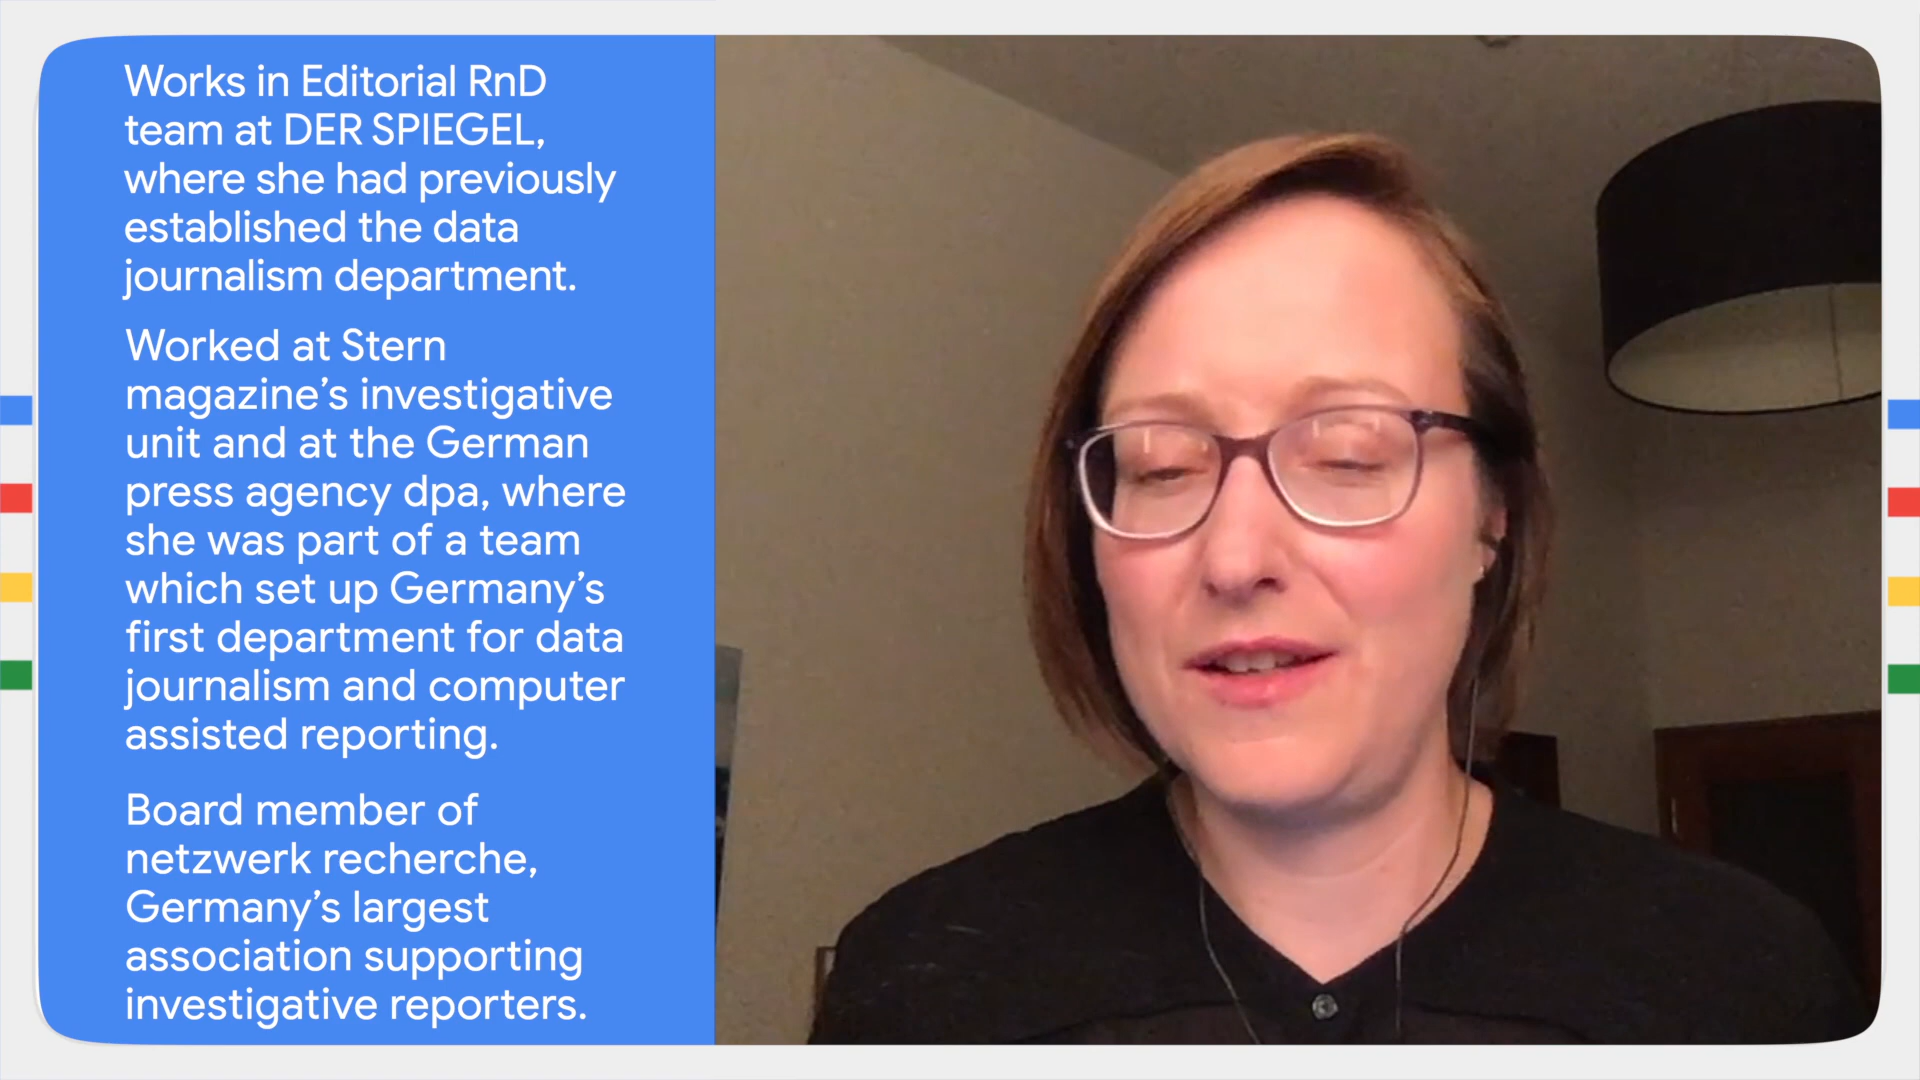 Works in Editorial RnD
team at DER SPIEGEL,
where she had previously
established the data
journalism department.
Worked at Stern
magazine’s investigative
unit and at the German
press agency dpa, where
she was part of a team
which set up Germany’s
first department for data
journalism and computer
assisted reporting.
Board member of
netzwerk recherche,
Germany’s largest
association supporting
investigative reporters.